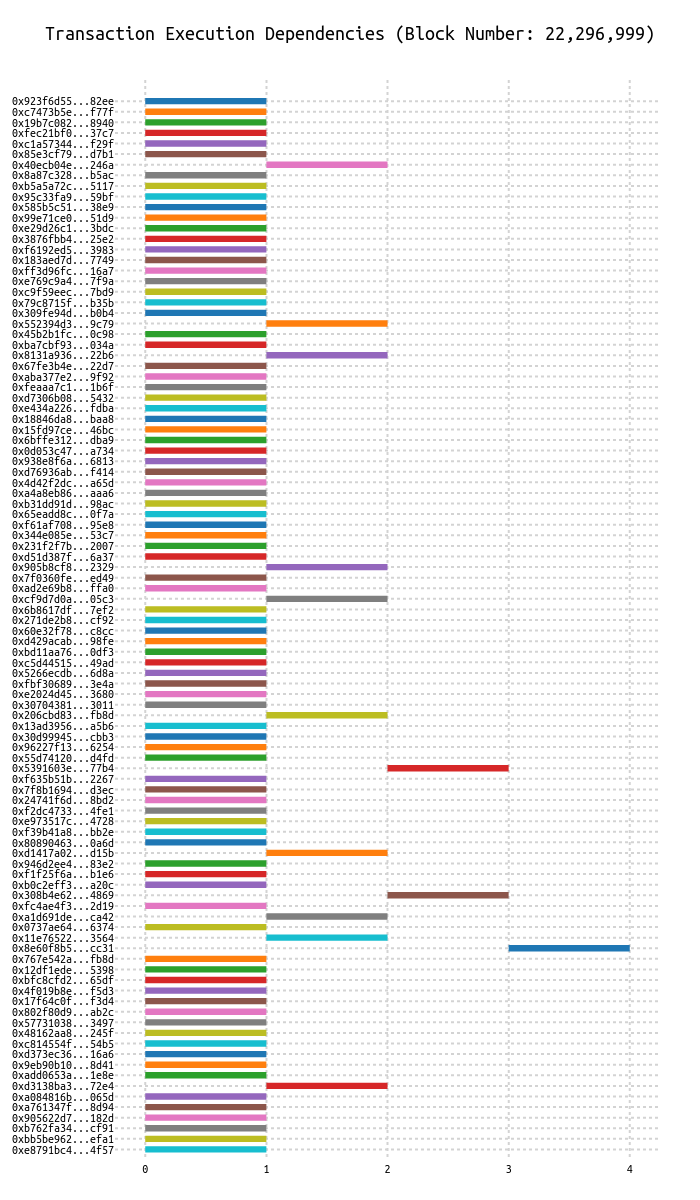 Transaction Execution Dependencies (Block Number: 22,296,999)
0x923f6d55...82ee
0xc7473b5e...f77f
0x19b7c082...8940
0xfec21bf0...37c7
0xc1a57344...f29f
0x85e3cf79...d7b1
0x40ecb04e...246a
0x8a87c328...b5ac
0xb5a5a72c...5117
0x95c33fa9...59bf
0x585b5c51...38e9
0x99e71ce0...51d9
0xe29d26c1...3bdc
0x3876fbb4...25e2
0xf6192ed5...3983
0x183aed7d...7749
0xff3d96fc...16a7
0xe769c9a4...7f9a
0xc9f59eec...7bd9
0x79c8715f...b35b
0x309fe94d...b0b4
0x552394d3...9c79
0x45b2b1fc...0c98
0xba7cbf93...034a
0x8131a936...22b6
0x67fe3b4e...22d7
0xaba377e2...9f92
0xfeaaa7c1...1b6f
0xd7306b08...5432
0xe434a226...fdba
0x18846da8...baa8
0x15fd97ce...46bc
0x6bffe312...dba9
0x0d053c47...a734
0x938e8f6a...6813
0xd76936ab...f414
0x4d42f2dc...a65d
0xa4a8eb86...aaa6
0xb31dd91d...98ac
0x65eadd8c...0f7a
0xf61af708...95e8
0x344e085e...53c7
0x231f2f7b...2007
0xd51d387f...6a37
0x905b8cf8...2329
0x7f0360fe...ed49
0xad2e69b8...ffa0
0xcf9d7d0a...05c3
0x6b8617df...7ef2
0x271de2b8...cf92
0x60e32f78...c8cc
0xd429acab...98fe
0xbd11aa76...0df3
0xc5d44515...49ad
0x5266ecdb...6d8a
0xfbf30689...3e4a
0xe2024d45...3680
0x30704381...3011
0x206cbd83...fb8d
0x13ad3956...a5b6
0x30d99945...cbb3
0x96227f13...6254
0x55d74120...d4fd
0x5391603e...77b4
0xf635b51b...2267
0x7f8b1694...d3ec
0x24741f6d...8bd2
0xf2dc4733...4fe1
0xe973517c...4728
0xf39b41a8...bb2e
0x80890463...0a6d
0xd1417a02...d15b
0x946d2ee4...83e2
0xf1f25f6a...b1e6
0xb0c2eff3...a20c
0x308b4e62...4869
0xfc4ae4f3...2d19
0xa1d691de...ca42
0x0737ae64...6374
0x11e76522...3564
0x8e60f8b5...cc31
0x767e542a...fb8d
0x12df1ede...5398
0xbfc8cfd2...65df
0x4f019b8e...f5d3
0x17f64c0f...f3d4
0x802f80d9...ab2c
0x57731038...3497
0x48162aa8...245f
0xc814554f...54b5
0xd373ec36...16a6
0x9eb90b10...8d41
0xadd0653a...1e8e
0xd3138ba3...72e4
0xa084816b...065d
0xa761347f...8d94
0x905622d7...182d
0xb762fa34...cf91
0xbb5be962...efa1
0xe8791bc4...4f57
0 1 2 3 4